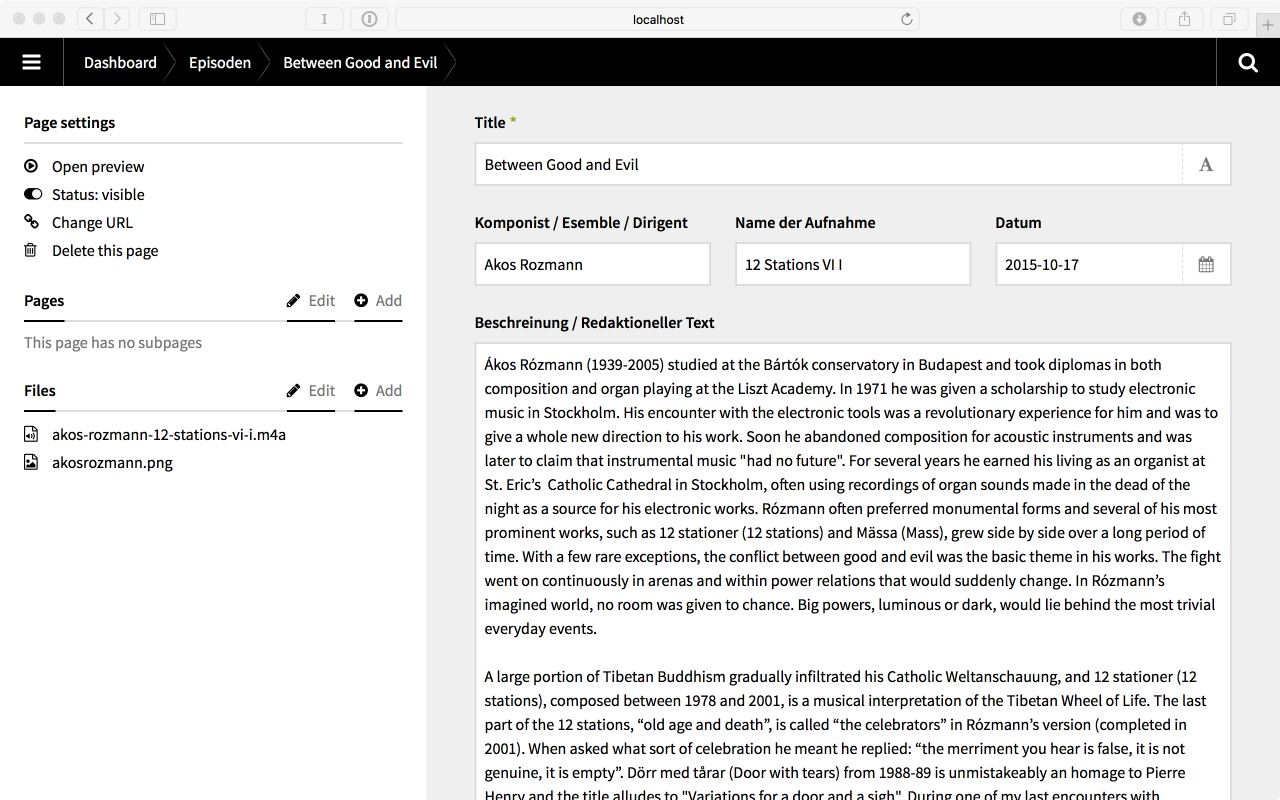 localhost
Dashboard
Episoden
Between Good and Evil
Page settings
Open preview
Status: visible
Change URL
Delete this page
Pages
Edit
Add
This page has no subpages
Files
Edit
Add
akos-rozmann-12-stations-vi-i.m4a
akosrozmann.png
Title *
Between Good and Evil
A
Komponist / Esemble / Dirigent
Name der Aufnahme
Datum
Akos Rozmann
12 Stations VI I
2015-10-17
Beschreinung / Redaktioneller Text
Ákos Rózmann (1939-2005) studied at the Bártók conservatory in Budapest and took diplomas in both
composition and organ playing at the Liszt Academy. In 1971 he was given a scholarship to study electronic
music in Stockholm. His encounter with the electronic tools was a revolutionary experience for him and was to
give a whole new direction to his work. Soon he abandoned composition for acoustic instruments and was
later to claim that instrumental music "had no future". For several years he earned his living as an organist at
St. Eric’s  Catholic Cathedral in Stockholm, often using recordings of organ sounds made in the dead of the
night as a source for his electronic works. Rózmann often preferred monumental forms and several of his most
prominent works, such as 12 stationer (12 stations) and Mässa (Mass), grew side by side over a long period of
time. With a few rare exceptions, the conflict between good and evil was the basic theme in his works. The fight
went on continuously in arenas and within power relations that would suddenly change. In Rózmann’s
imagined world, no room was given to chance. Big powers, luminous or dark, would lie behind the most trivial
everyday events.
A large portion of Tibetan Buddhism gradually infiltrated his Catholic Weltanschauung, and 12 stationer (12
stations), composed between 1978 and 2001, is a musical interpretation of the Tibetan Wheel of Life. The last
part of the 12 stations, “old age and death”, is called “the celebrators” in Rózmann’s version (completed in
2001). When asked what sort of celebration he meant he replied: “the merriment you hear is false, it is not
genuine, it is empty”. Dörr med tårar (Door with tears) from 1988-89 is unmistakeably an homage to Pierre
Henry and the title alludes to "Variations for a door and a sigh". During one of my last encounters with